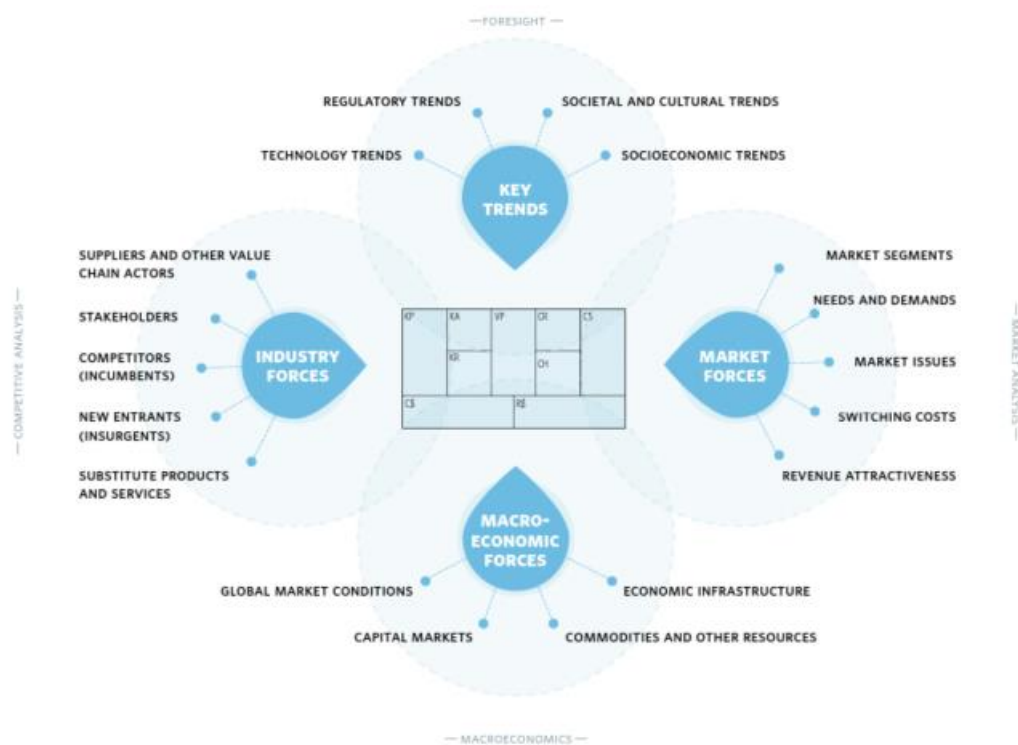 — FORESIGHT —
REGULATORY TRENDS
SOCIETAL AND CULTURAL TRENDS
TECHNOLOGY TRENDS
SOCIOECONOMIC TRENDS
KEY
TRENDS
— COMPETITIVE ANALYSIS —
SUPPLIERS AND OTHER VALUE
CHAIN ACTORS
STAKEHOLDERS
COMPETITORS
(INCUMBENTS)
NEW ENTRANTS
(INSURGENTS)
SUBSTITUTE PRODUCTS
AND SERVICES
INDUSTRY
FORCES
KP
KA
VP
CR
CS
KR
CH
C$
R$
MARKET
FORCES
MARKET SEGMENTS
NEEDS AND DEMANDS
MARKET ISSUES
SWITCHING COSTS
REVENUE ATTRACTIVENESS
— MARKET ANALYSIS —
MACRO-
ECONOMIC
FORCES
GLOBAL MARKET CONDITIONS
ECONOMIC INFRASTRUCTURE
CAPITAL MARKETS
COMMODITIES AND OTHER RESOURCES
— MACROECONOMICS —